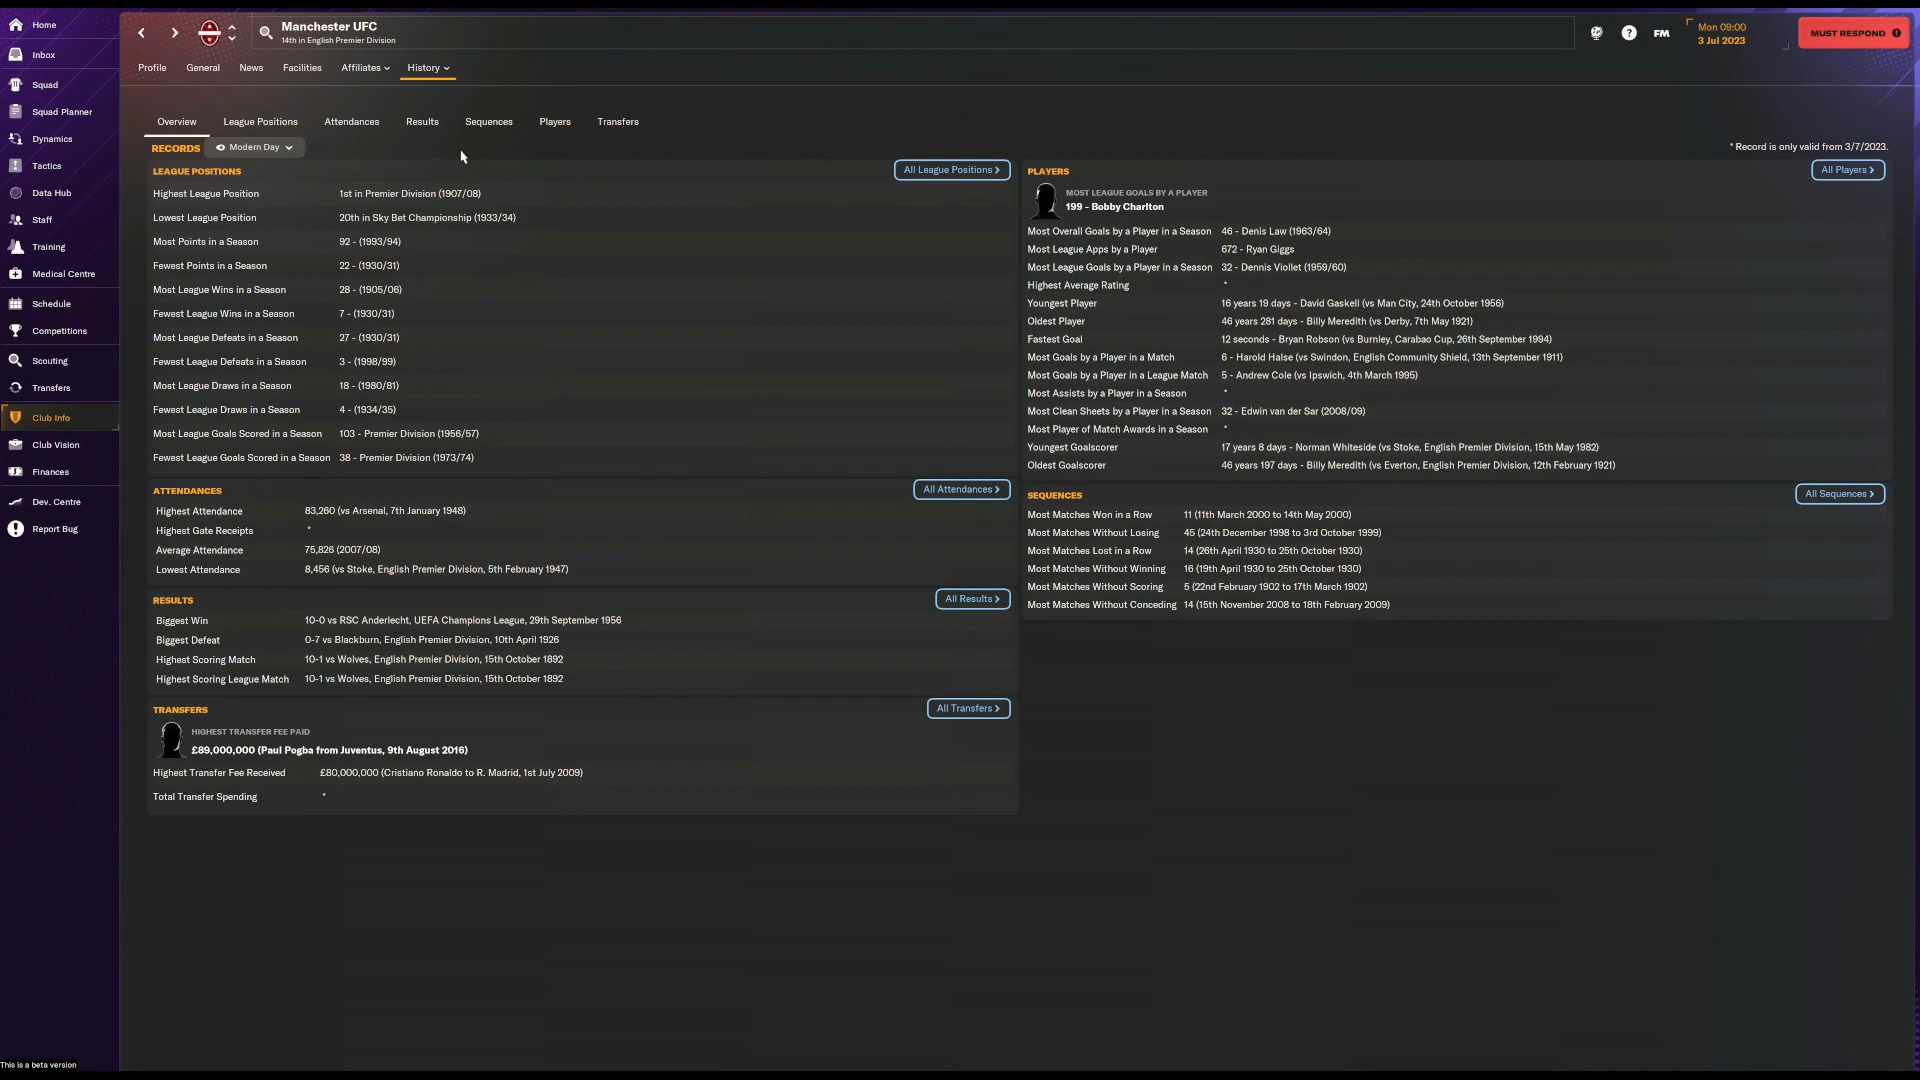 Home
Inbox
Squad
Squad Planner
Dynamics
Tactics
Data Hub
Staff
Training
Medical Centre
Schedule
Competitions
Scouting
Transfers
Club Info
Club Vision
Finances
Dev. Centre
Report Bug
This is a beta version
Manchester UFC
14th in English Premier Division
FM
Mon 09:00
3 Jul 2023
MUST RESPOND
Profile General News Facilities Affiliates History
Overview League Positions Attendances Results Sequences Players Transfers
RECORDS Modern Day
* Record is only valid from 3/7/2023.
LEAGUE POSITIONS All League Positions >
Highest League Position 1st in Premier Division (1907/08)
Lowest League Position 20th in Sky Bet Championship (1933/34)
Most Points in a Season 92 - (1993/94)
Fewest Points in a Season 22 - (1930/31)
Most League Wins in a Season 28 - (1905/06)
Fewest League Wins in a Season 7 - (1930/31)
Most League Defeats in a Season 27 - (1930/31)
Fewest League Defeats in a Season 3 - (1998/99)
Most League Draws in a Season 18 - (1980/81)
Fewest League Draws in a Season 4 - (1934/35)
Most League Goals Scored in a Season 103 - Premier Division (1956/57)
Fewest League Goals Scored in a Season 38 - Premier Division (1973/74)
ATTENDANCES All Attendances >
Highest Attendance 83,260 (vs Arsenal, 7th January 1948)
Highest Gate Receipts *
Average Attendance 75,826 (2007/08)
Lowest Attendance 8,456 (vs Stoke, English Premier Division, 5th February 1947)
RESULTS All Results >
Biggest Win 10-0 vs RSC Anderlecht, UEFA Champions League, 29th September 1956
Biggest Defeat 0-7 vs Blackburn, English Premier Division, 10th April 1926
Highest Scoring Match 10-1 vs Wolves, English Premier Division, 15th October 1892
Highest Scoring League Match 10-1 vs Wolves, English Premier Division, 15th October 1892
TRANSFERS All Transfers >
HIGHEST TRANSFER FEE PAID
£89,000,000 (Paul Pogba from Juventus, 9th August 2016)
Highest Transfer Fee Received £80,000,000 (Cristiano Ronaldo to R. Madrid, 1st July 2009)
Total Transfer Spending *
PLAYERS All Players >
MOST LEAGUE GOALS BY A PLAYER
199 - Bobby Charlton
Most Overall Goals by a Player in a Season 46 - Denis Law (1963/64)
Most League Apps by a Player 672 - Ryan Giggs
Most League Goals by a Player in a Season 32 - Dennis Viollet (1959/60)
Highest Average Rating *
Youngest Player 16 years 19 days - David Gaskell (vs Man City, 24th October 1956)
Oldest Player 46 years 281 days - Billy Meredith (vs Derby, 7th May 1921)
Fastest Goal 12 seconds - Bryan Robson (vs Burnley, Carabao Cup, 26th September 1994)
Most Goals by a Player in a Match 6 - Harold Halse (vs Swindon, English Community Shield, 13th September 1911)
Most Goals by a Player in a League Match 5 - Andrew Cole (vs Ipswich, 4th March 1995)
Most Assists by a Player in a Season *
Most Clean Sheets by a Player in a Season 32 - Edwin van der Sar (2008/09)
Most Player of Match Awards in a Season *
Youngest Goalscorer 17 years 8 days - Norman Whiteside (vs Stoke, English Premier Division, 15th May 1982)
Oldest Goalscorer 46 years 197 days - Billy Meredith (vs Everton, English Premier Division, 12th February 1921)
SEQUENCES All Sequences >
Most Matches Won in a Row 11 (11th March 2000 to 14th May 2000)
Most Matches Without Losing 45 (24th December 1998 to 3rd October 1999)
Most Matches Lost in a Row 14 (26th April 1930 to 25th October 1930)
Most Matches Without Winning 16 (19th April 1930 to 25th October 1930)
Most Matches Without Scoring 5 (22nd February 1902 to 17th March 1902)
Most Matches Without Conceding 14 (15th November 2008 to 18th February 2009)